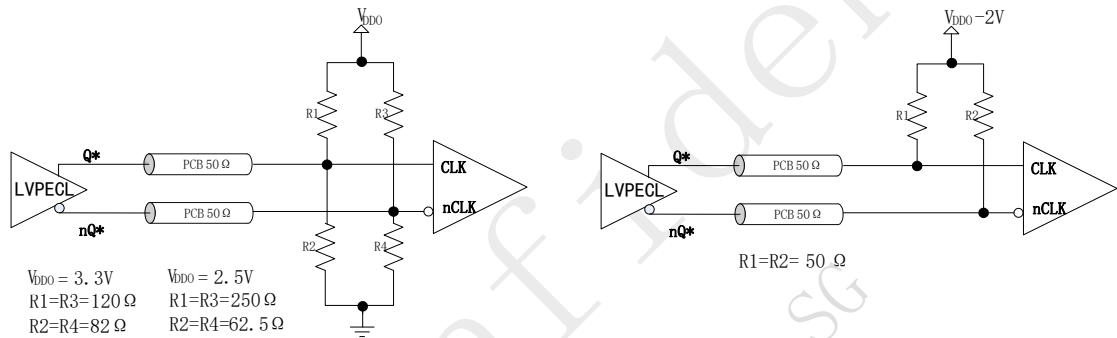 VDDO
R1
R3
Q*
PCB 50 Ω
CLK
LVPECL
PCB 50 Ω
nCLK
nQ*
R2
R4
VDDO = 3.3V
R1=R3=120 Ω
R2=R4=82 Ω
VDDO = 2.5V
R1=R3=250 Ω
R2=R4=62.5 Ω
VDDO-2V
R1
R2
Q*
PCB 50 Ω
CLK
LVPECL
PCB 50 Ω
nCLK
nQ*
R1=R2= 50 Ω
SG